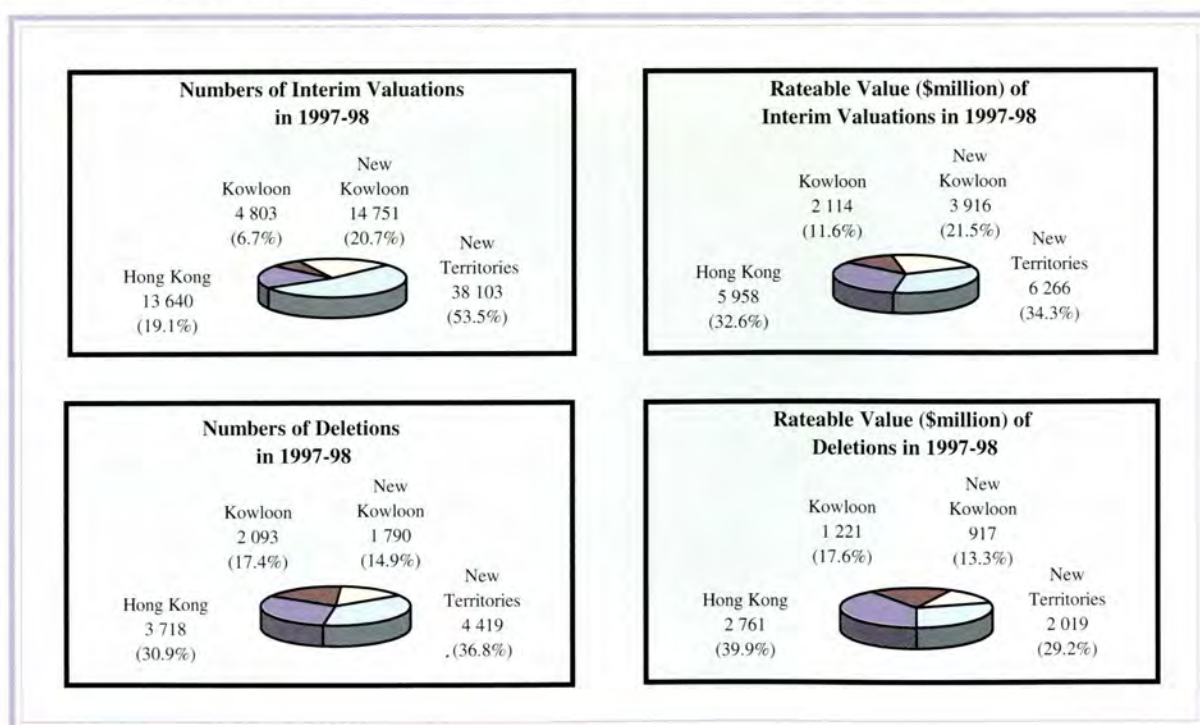 Numbers of Interim Valuations
in 1997-98
Kowloon
4 803
(6.7%)
New
Kowloon
14 751
(20.7%)
Hong Kong
13 640
(19.1%)
New
Territories
38 103
(53.5%)
Rateable Value ($million) of
Interim Valuations in 1997-98
Kowloon
2 114
(11.6%)
New
Kowloon
3 916
(21.5%)
Hong Kong
5 958
(32.6%)
New
Territories
6 266
(34.3%)
Numbers of Deletions
in 1997-98
Kowloon
2 093
(17.4%)
New
Kowloon
1 790
(14.9%)
Hong Kong
3 718
(30.9%)
New
Territories
4 419
(36.8%)
Rateable Value ($million) of
Deletions in 1997-98
Kowloon
1 221
(17.6%)
New
Kowloon
917
(13.3%)
Hong Kong
2 761
(39.9%)
New
Territories
2 019
(29.2%)